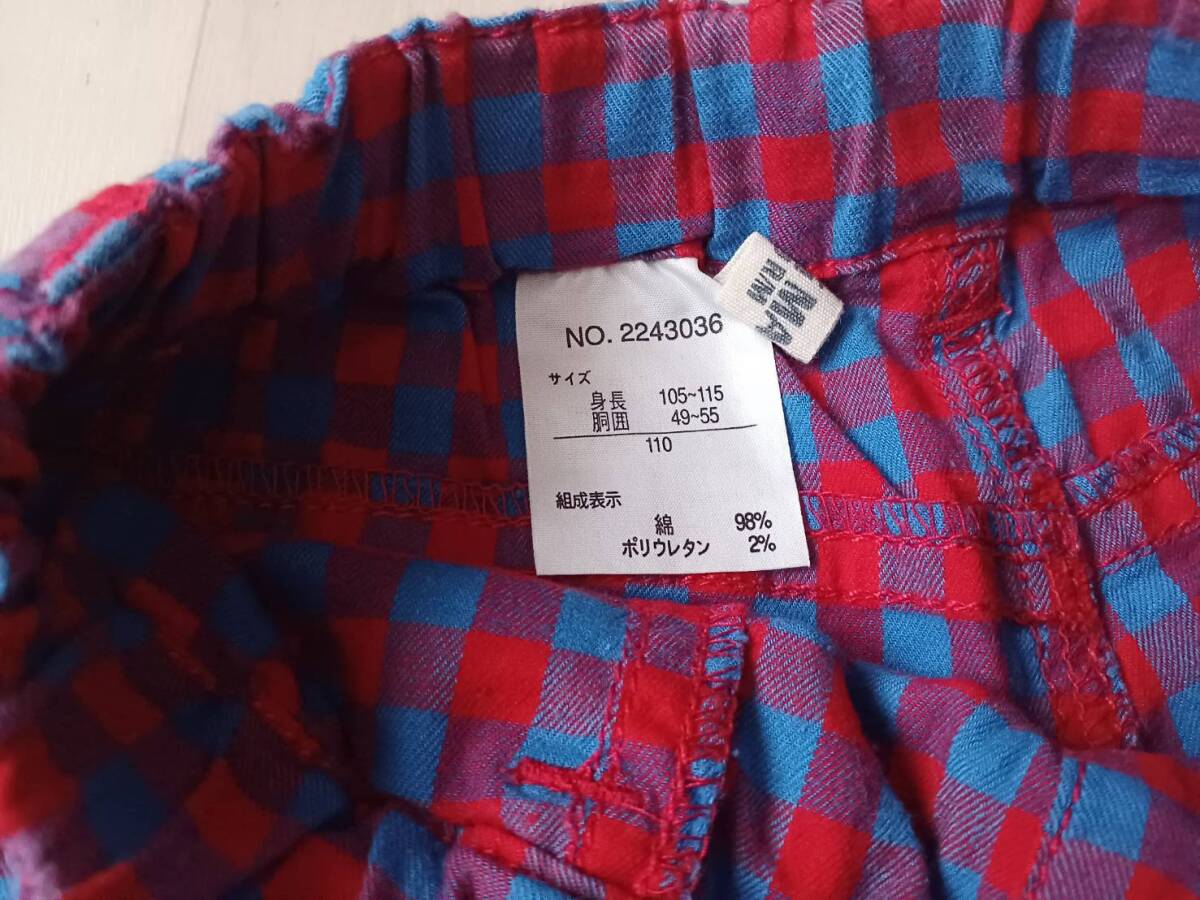 NO. 2243036
サイズ
身長 105~115
胴囲 49~55
110
組成表示
綿 98%
ポリウレタン 2%